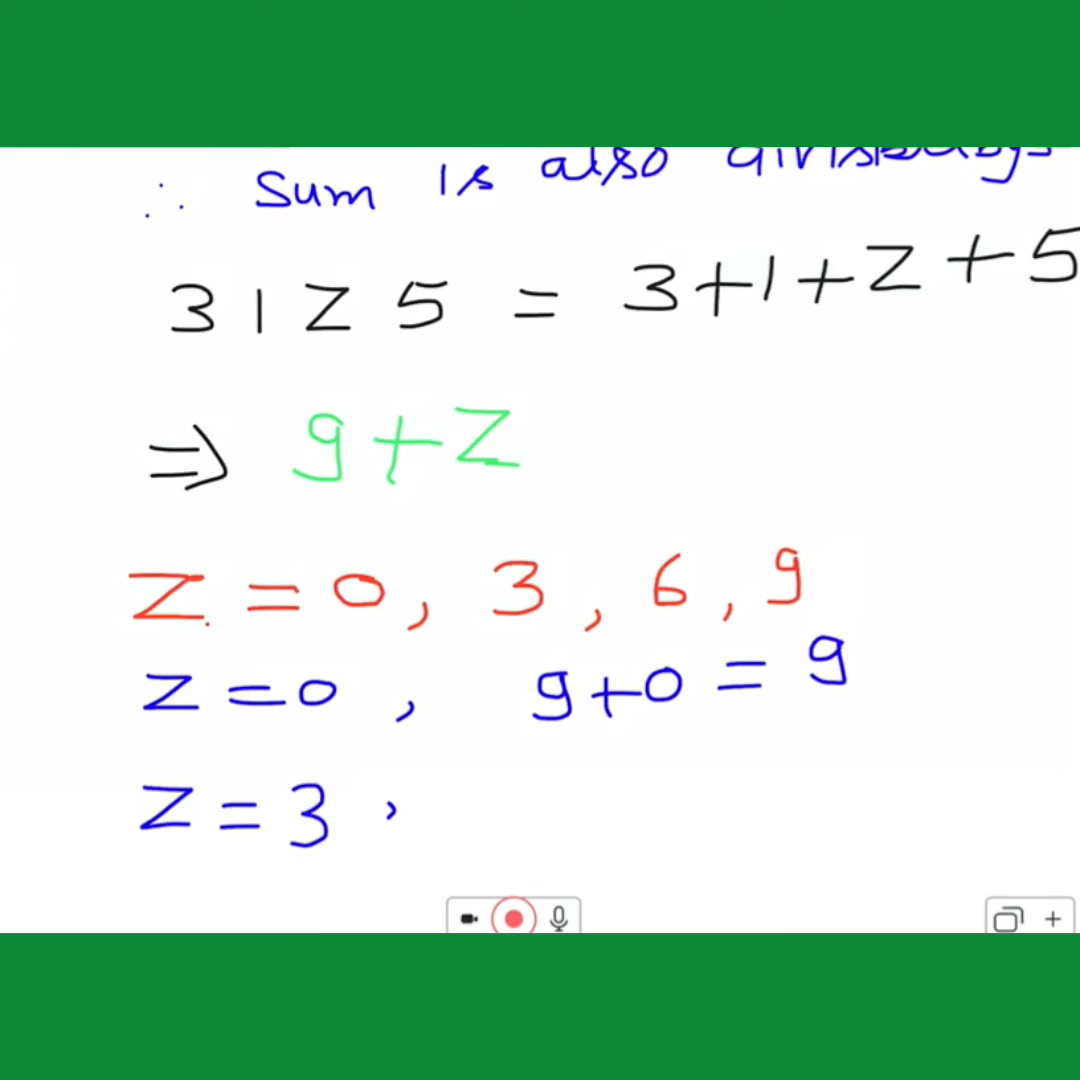 ∴ Sum is also
3 1 Z 5 = 3+1+Z+5
⇒ 9+Z
Z = 0, 3, 6, 9
Z = 0, 9+0 = 9
Z = 3,